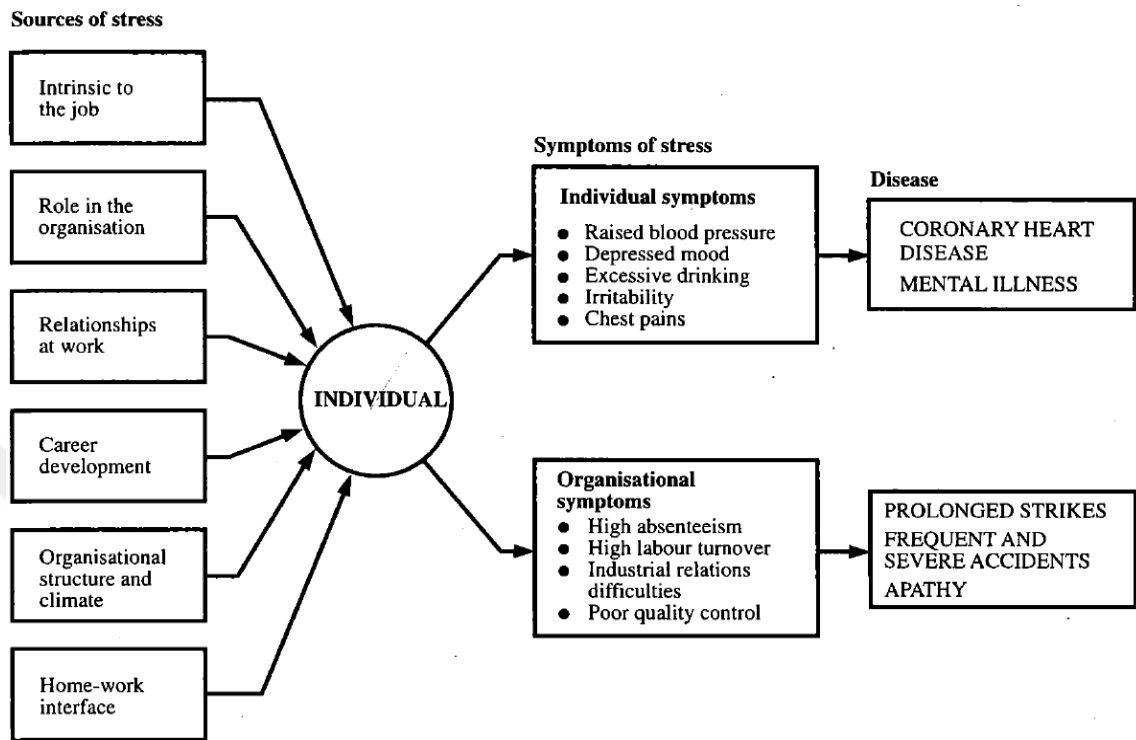 Sources of stress
Intrinsic to
the job
Role in the
organisation
Relationships
at work
Career
development
Organisational
structure and
climate
Home-work
interface
INDIVIDUAL
Symptoms of stress
Individual symptoms
● Raised blood pressure
● Depressed mood
● Excessive drinking
● Irritability
● Chest pains
Organisational
symptoms
● High absenteeism
● High labour turnover
● Industrial relations
difficulties
● Poor quality control
Disease
CORONARY HEART
DISEASE
MENTAL ILLNESS
PROLONGED STRIKES
FREQUENT AND
SEVERE ACCIDENTS
APATHY